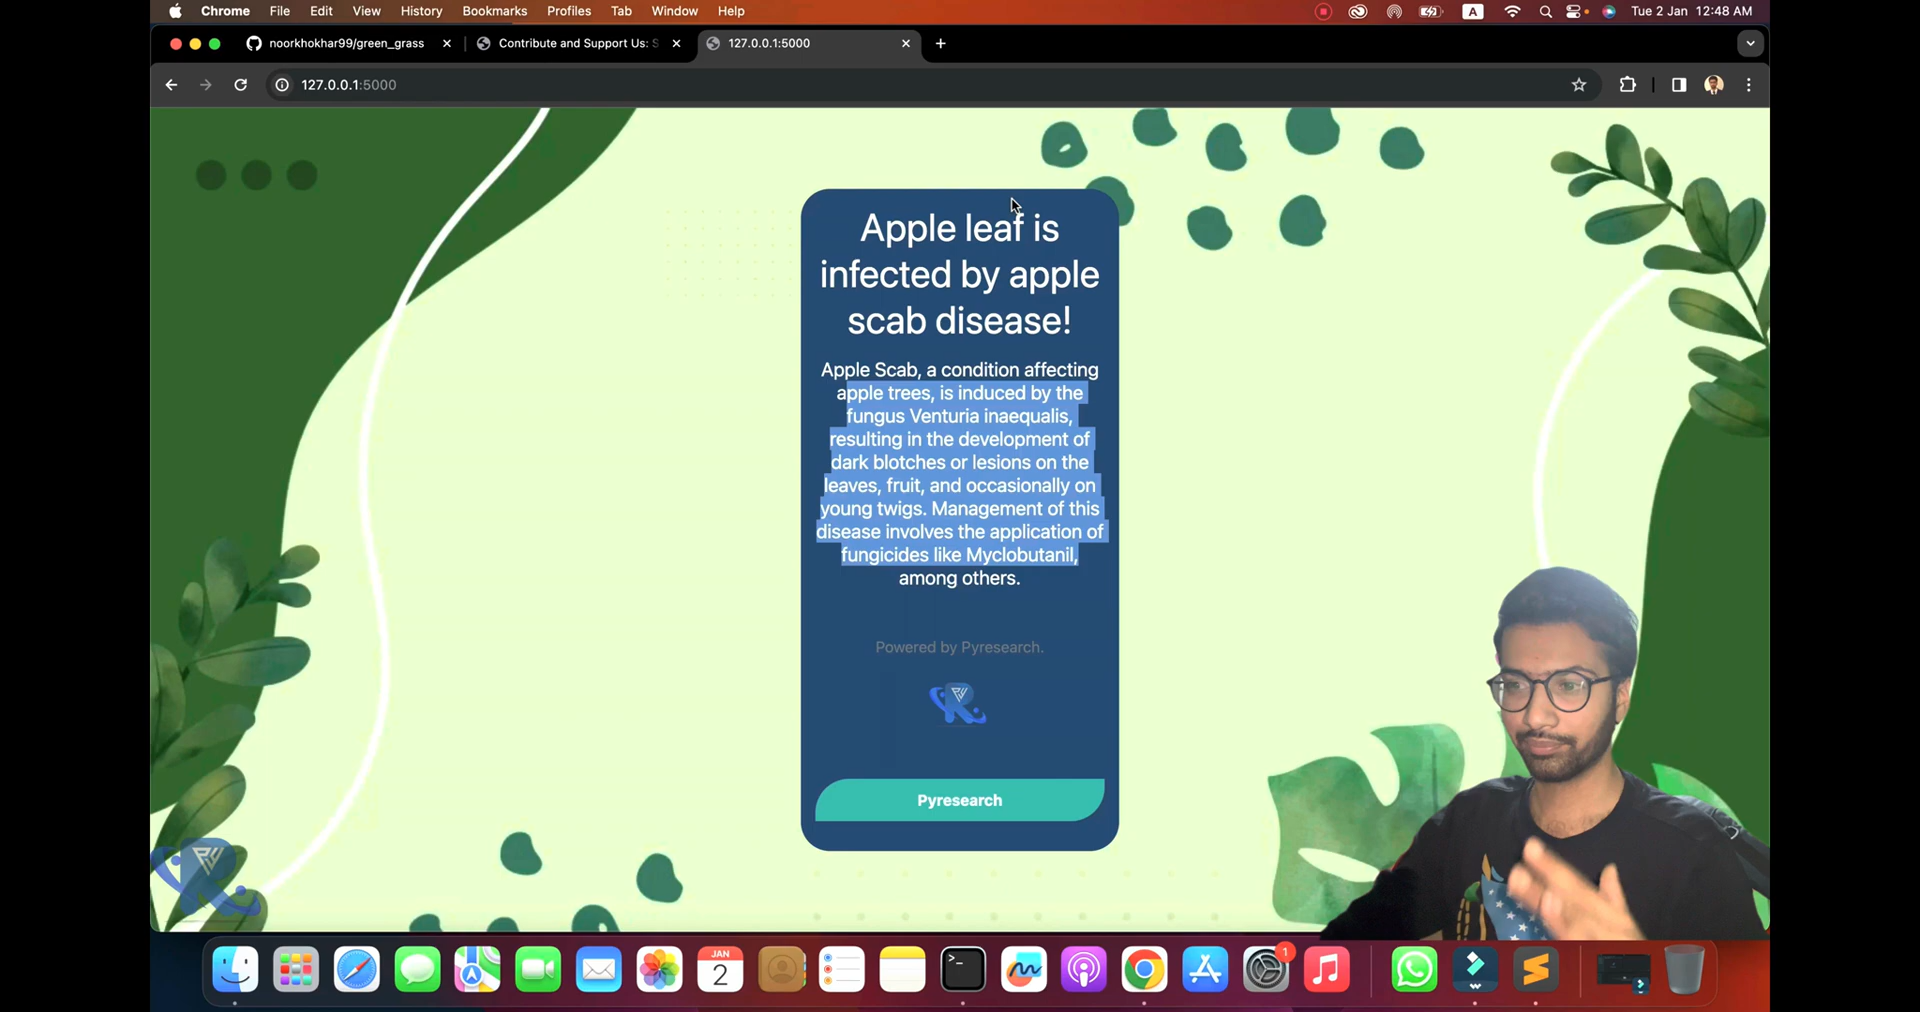 Chrome File Edit View History Bookmarks Profiles Tab Window Help
A Tue 2 Jan 12:48 AM
noorkhokhar99/green_grass
Contribute and Support Us: S
127.0.0.1:5000
127.0.0.1:5000
Apple leaf is
infected by apple
scab disease!
Apple Scab, a condition affecting
apple trees, is induced by the
fungus Venturia inaequalis,
resulting in the development of
dark blotches or lesions on the
leaves, fruit, and occasionally on
young twigs. Management of this
disease involves the application of
fungicides like Myclobutanil,
among others.
Powered by Pyresearch.
Pyresearch
JAN
2
1